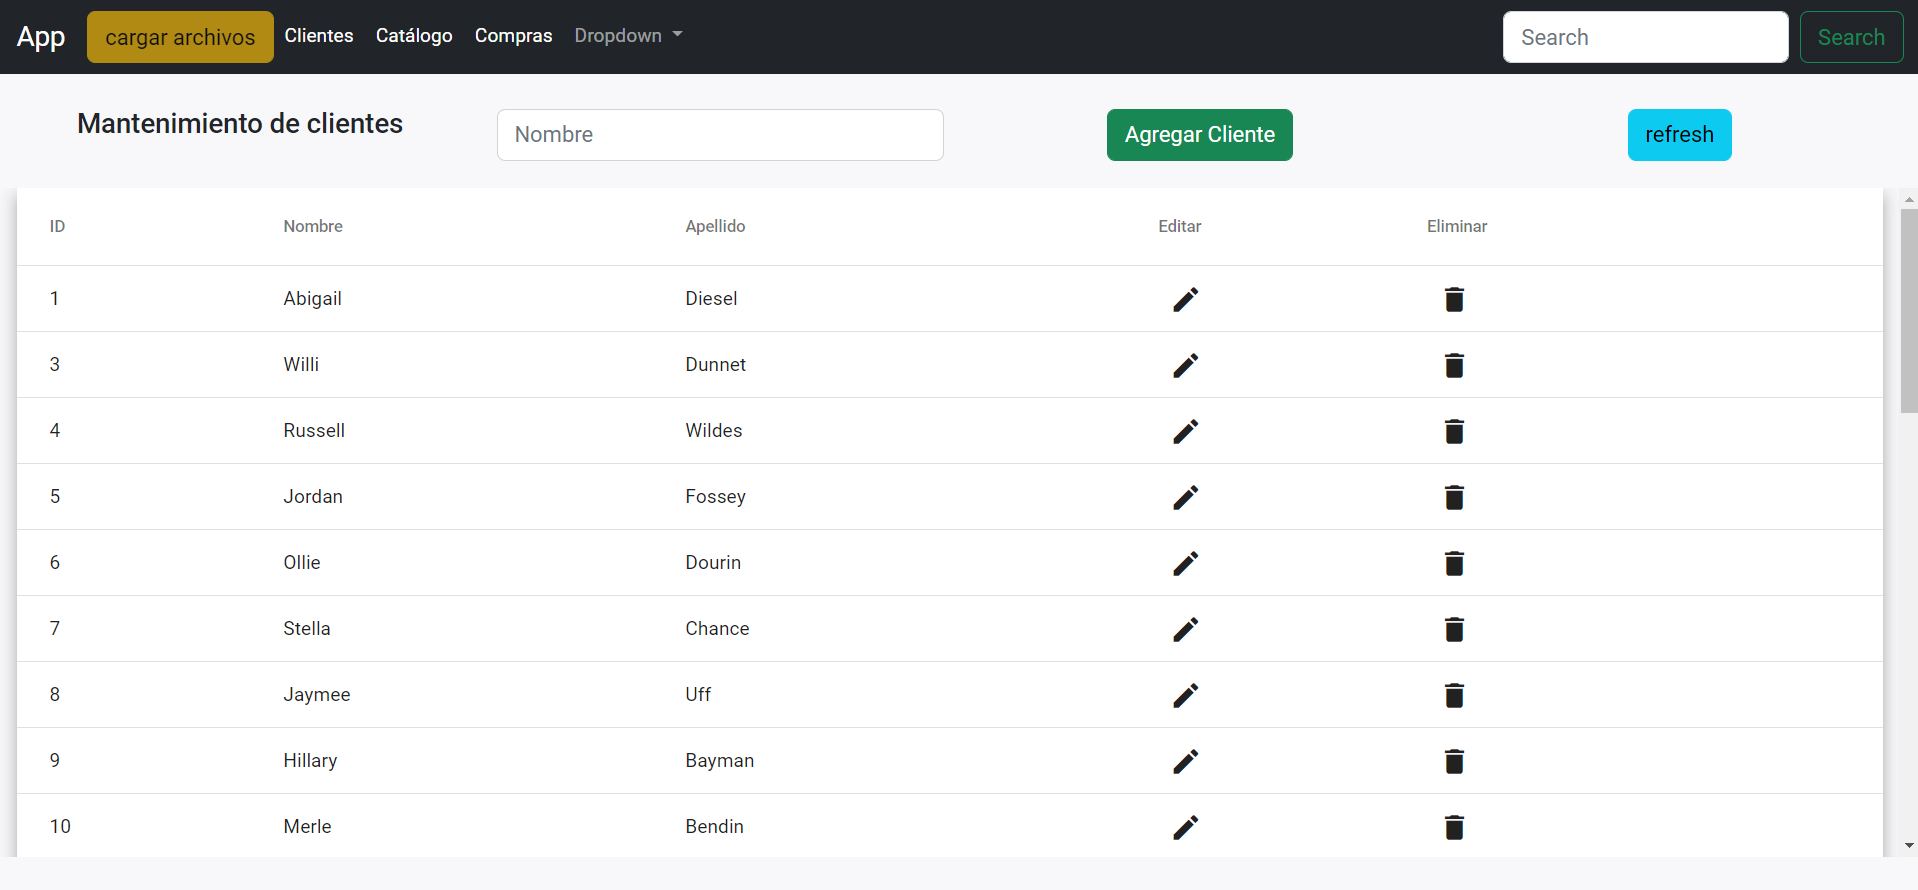 App cargar archivos Clientes Catálogo Compras Dropdown Search Search
Mantenimiento de clientes Nombre Agregar Cliente refresh
ID Nombre Apellido Editar Eliminar
1 Abigail Diesel
3 Willi Dunnet
4 Russell Wildes
5 Jordan Fossey
6 Ollie Dourin
7 Stella Chance
8 Jaymee Uff
9 Hillary Bayman
10 Merle Bendin